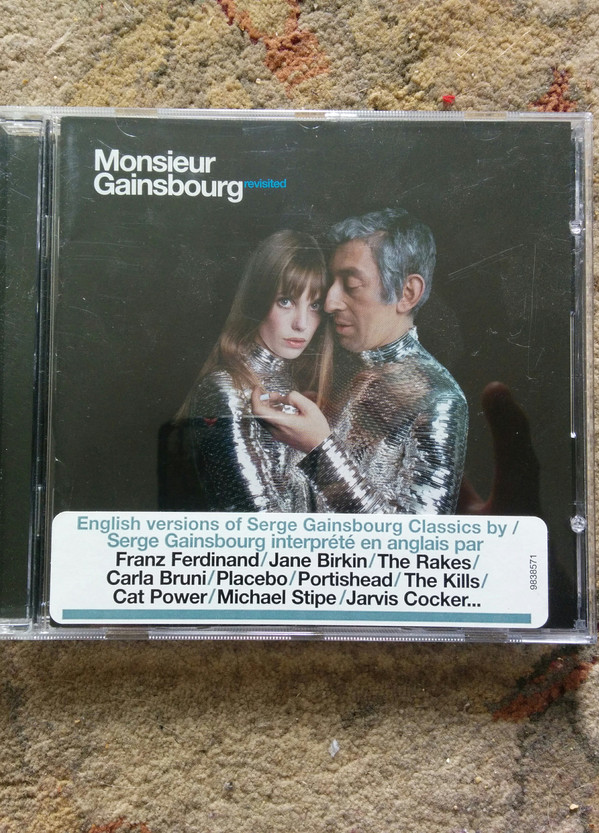 Monsieur
Gainsbourg revisited
English versions of Serge Gainsbourg Classics by /
Serge Gainsbourg interprété en anglais par
Franz Ferdinand/Jane Birkin/The Rakes/
Carla Bruni/Placebo/Portishead/The Kills/
Cat Power/Michael Stipe/Jarvis Cocker...
9838571